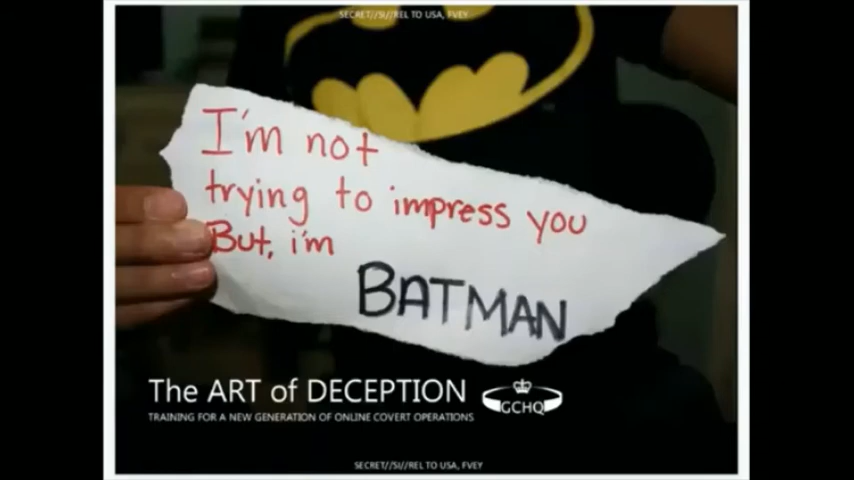 SECRET//SI//REL TO USA, FVEY
I'm not
trying to impress you
But, i'm
BATMAN
The ART of DECEPTION
GCHQ
TRAINING FOR A NEW GENERATION OF ONLINE COVERT OPERATIONS
SECRET//SI//REL TO USA, FVEY